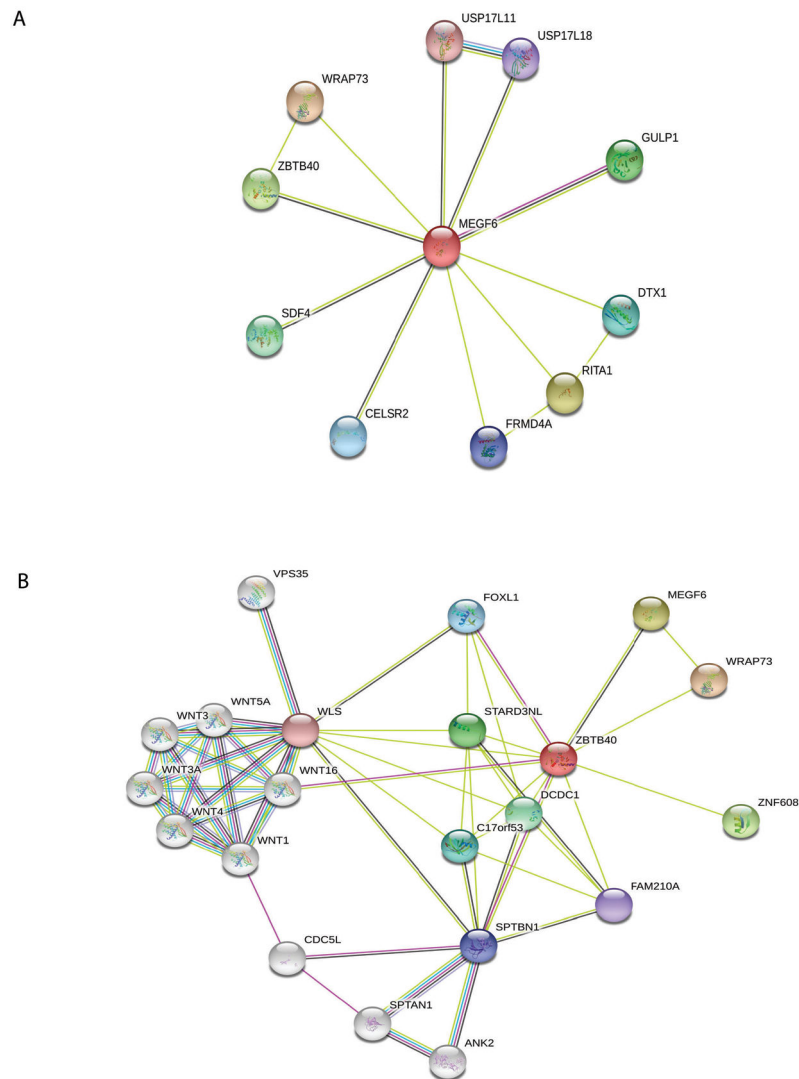 A
USP17L11
USP17L18
WRAP73
GULP1
ZBTB40
MEGF6
DTX1
SDF4
RITA1
CELSR2
FRMD4A
B
VPS35
FOXL1
MEGF6
WRAP73
WNT5A
WLS
STARD3NL
WNT3
ZBTB40
WNT3A
WNT16
DCDC1
ZNF608
WNT4
C17orf53
WNT1
FAM210A
SPTBN1
CDC5L
SPTAN1
ANK2